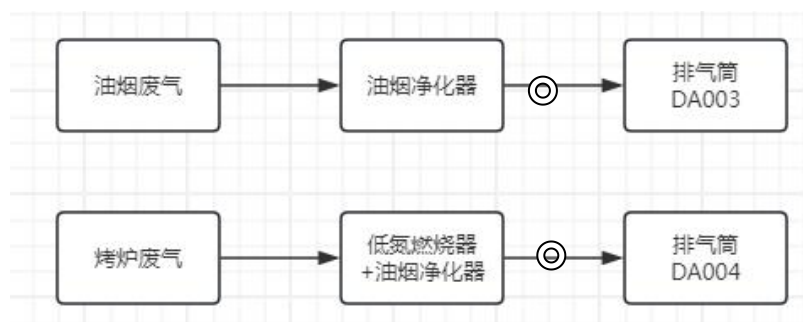 油烟废气
油烟净化器
排气筒
DA003
烤炉废气
低氮燃烧器
+油烟净化器
排气筒
DA004